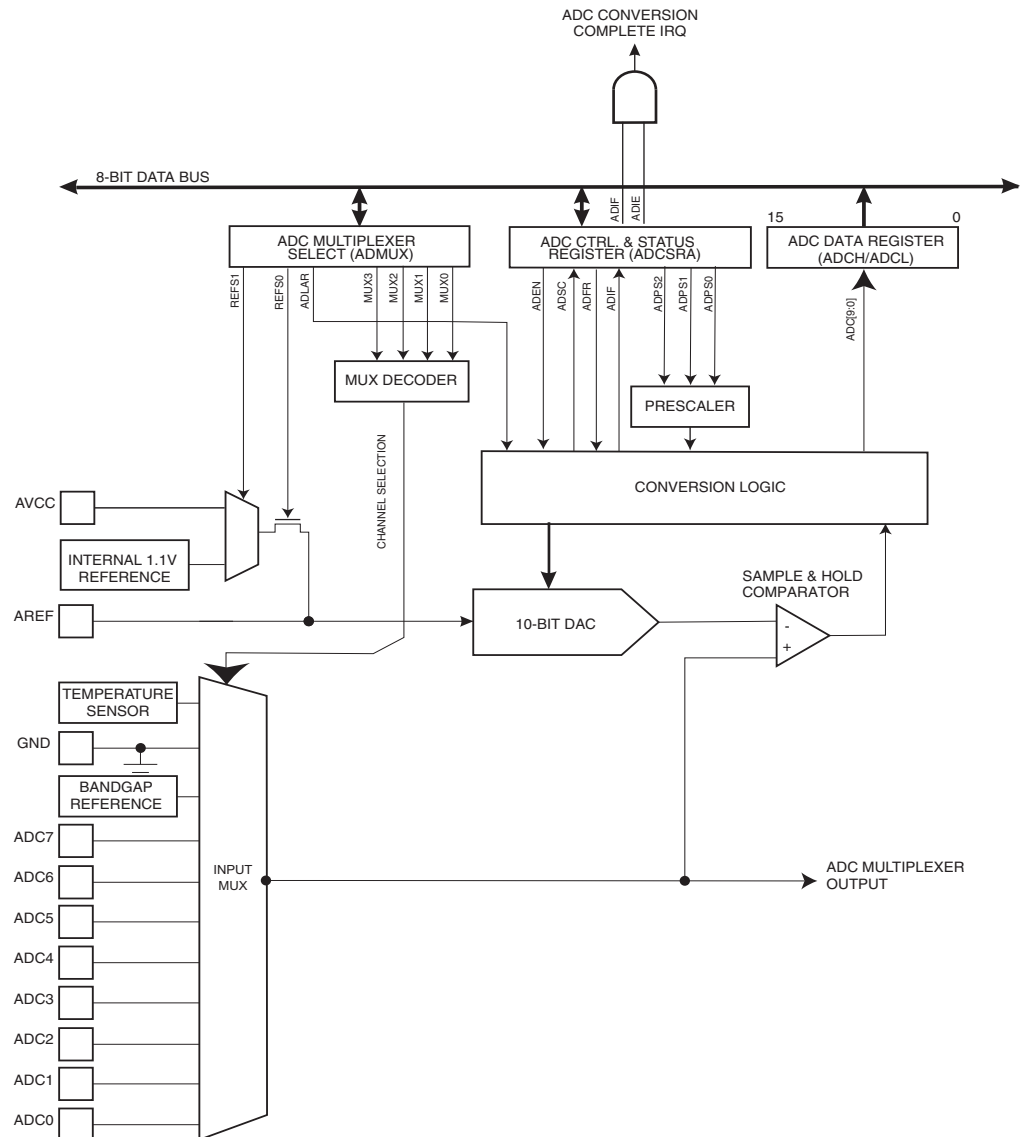 ADC CONVERSION
COMPLETE IRQ
8-BIT DATA BUS
ADIF
ADIE
15
0
ADC MULTIPLEXER
SELECT (ADMUX)
ADC CTRL. & STATUS
REGISTER (ADCSRA)
ADC DATA REGISTER
(ADCH/ADCL)
REFS1
REFS0
ADLAR
MUX3
MUX2
MUX1
MUX0
ADEN
ADSC
ADFR
ADIF
ADPS2
ADPS1
ADPS0
ADC[9:0]
MUX DECODER
PRESCALER
CHANNEL SELECTION
CONVERSION LOGIC
AVCC
INTERNAL 1.1V
REFERENCE
SAMPLE & HOLD
COMPARATOR
AREF
10-BIT DAC
-
+
TEMPERATURE
SENSOR
GND
BANDGAP
REFERENCE
ADC7
ADC6
ADC5
ADC4
ADC3
ADC2
ADC1
ADC0
INPUT
MUX
ADC MULTIPLEXER
OUTPUT